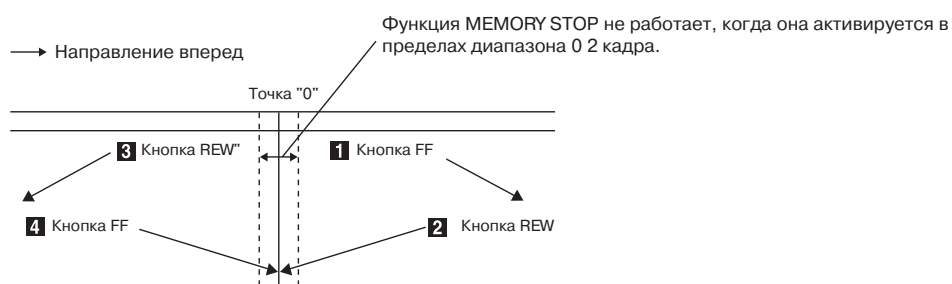 Функция MEMORY STOP не работает, когда она активируется в
пределах диапазона 0 2 кадра.
Направление вперед
Точка "0"
3 Кнопка REW"
1 Кнопка FF
4 Кнопка FF
2 Кнопка REW